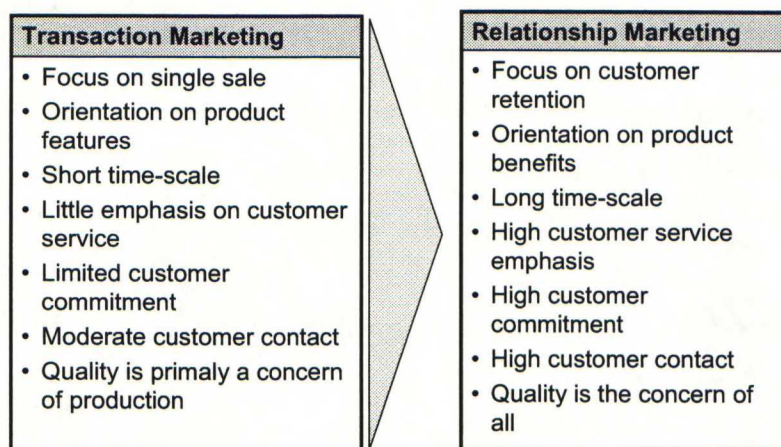 Transaction Marketing
• Focus on single sale
• Orientation on product
features
• Short time-scale
• Little emphasis on customer
service
• Limited customer
commitment
• Moderate customer contact
• Quality is primaly a concern
of production
Relationship Marketing
• Focus on customer
retention
• Orientation on product
benefits
• Long time-scale
• High customer service
emphasis
• High customer
commitment
• High customer contact
• Quality is the concern of
all